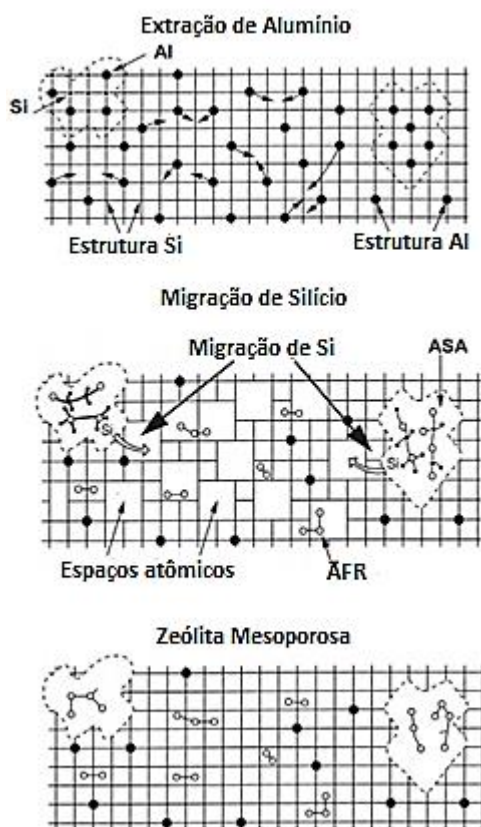 Extração de Alumínio
Al
Si
Estrutura Si
Estrutura Al
Migração de Silício
Migração de Si
ASA
Si
Si
Espaços atômicos
AFR
Zeólita Mesoporosa